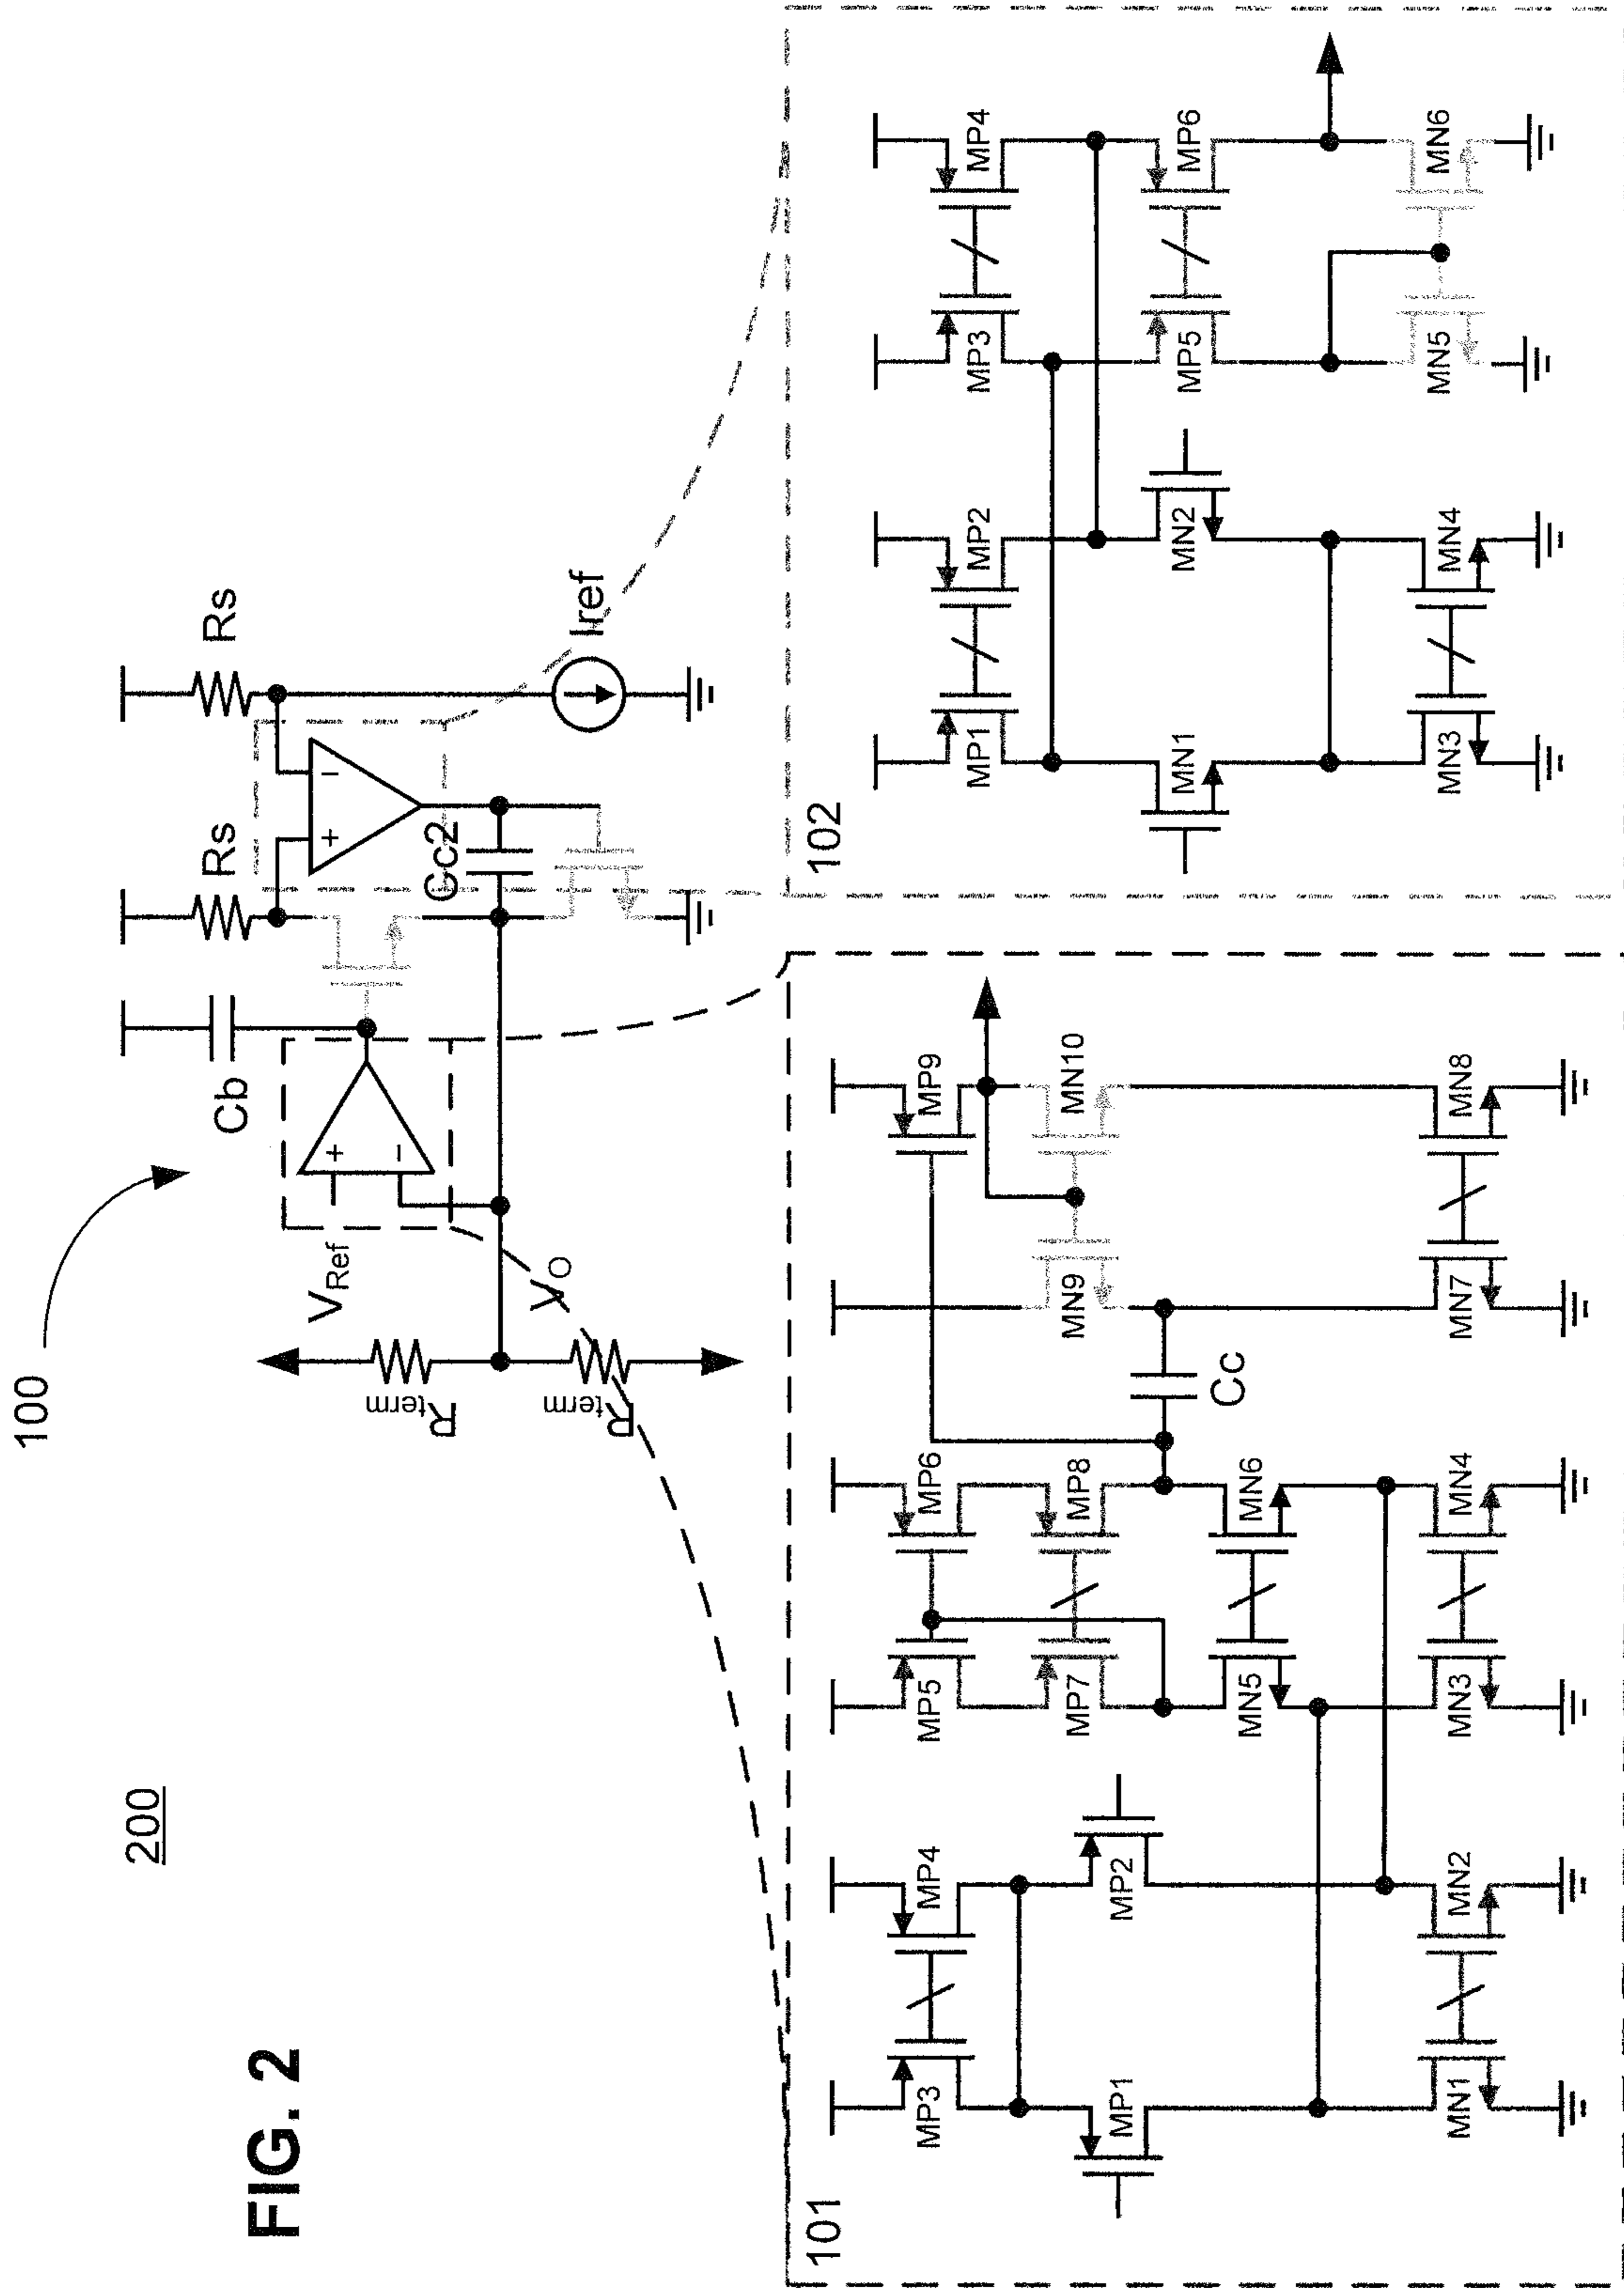 FIG. 2
200
100
Cb
Rs
Rs
+
−
VRef
+
−
Cc2
Iref
VO
Rterm
Rterm
101
MP3
MP4
MP1
MP2
MN1
MN2
MP5
MP6
MP7
MP8
MN5
MN6
MN3
MN4
Cc
MP9
MN9
MN10
MN7
MN8
102
MP1
MP2
MN1
MN2
MN3
MN4
MP3
MP4
MP5
MP6
MN5
MN6